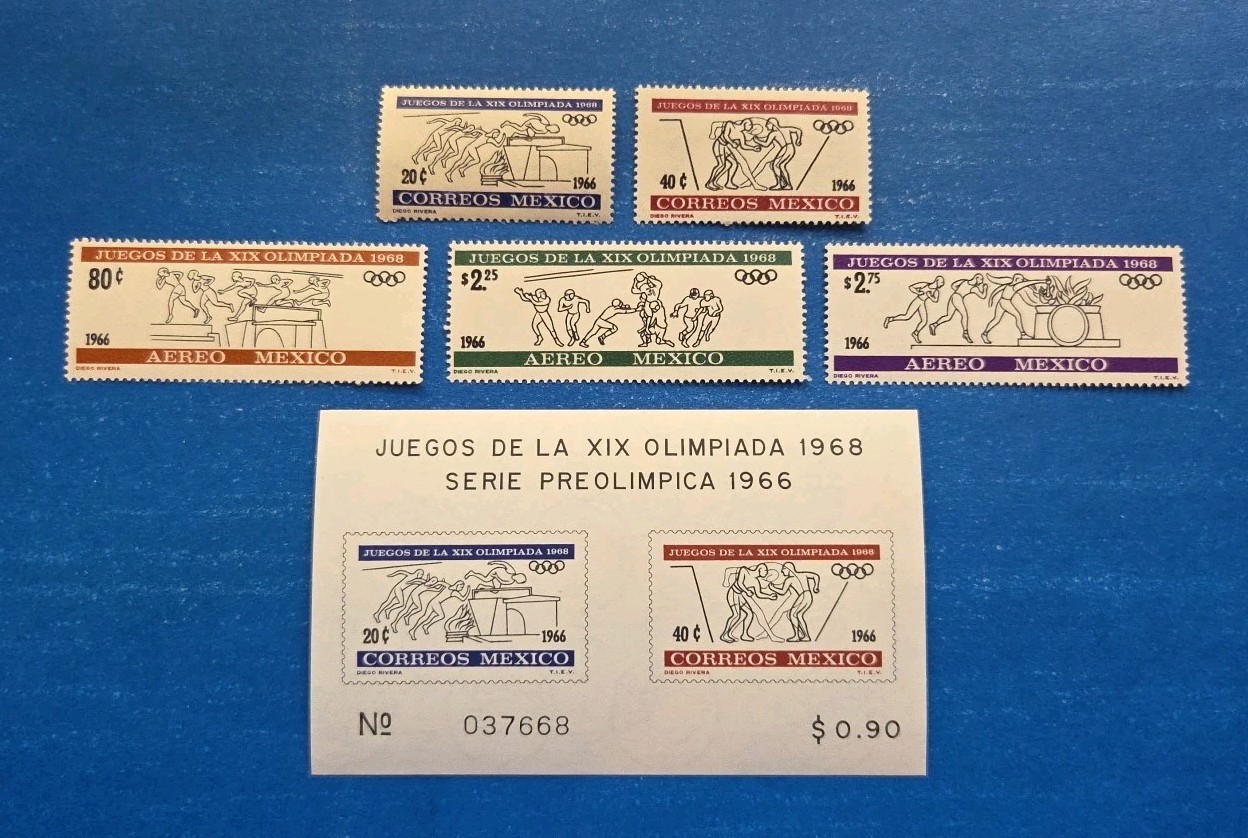 JUEGOS DE LA XIX OLIMPIADA 1968
20 ¢
1966
CORREOS MEXICO
DIEGO RIVERA T.I.E.V.
JUEGOS DE LA XIX OLIMPIADA 1968
40 ¢
1966
CORREOS MEXICO
DIEGO RIVERA T.I.E.V.
JUEGOS DE LA XIX OLIMPIADA 1968
80 ¢
1966
AEREO MEXICO
DIEGO RIVERA T.I.E.V.
JUEGOS DE LA XIX OLIMPIADA 1968
$2.25
1966
AEREO MEXICO
DIEGO RIVERA T.I.E.V.
JUEGOS DE LA XIX OLIMPIADA 1968
$2.75
1966
AEREO MEXICO
DIEGO RIVERA T.I.E.V.
JUEGOS DE LA XIX OLIMPIADA 1968
SERIE PREOLIMPICA 1966
JUEGOS DE LA XIX OLIMPIADA 1968
20 ¢ 1966
CORREOS MEXICO
DIEGO RIVERA T.I.E.V.
JUEGOS DE LA XIX OLIMPIADA 1968
40 ¢ 1966
CORREOS MEXICO
DIEGO RIVERA T.I.E.V.
Nº 037668 $ 0.90